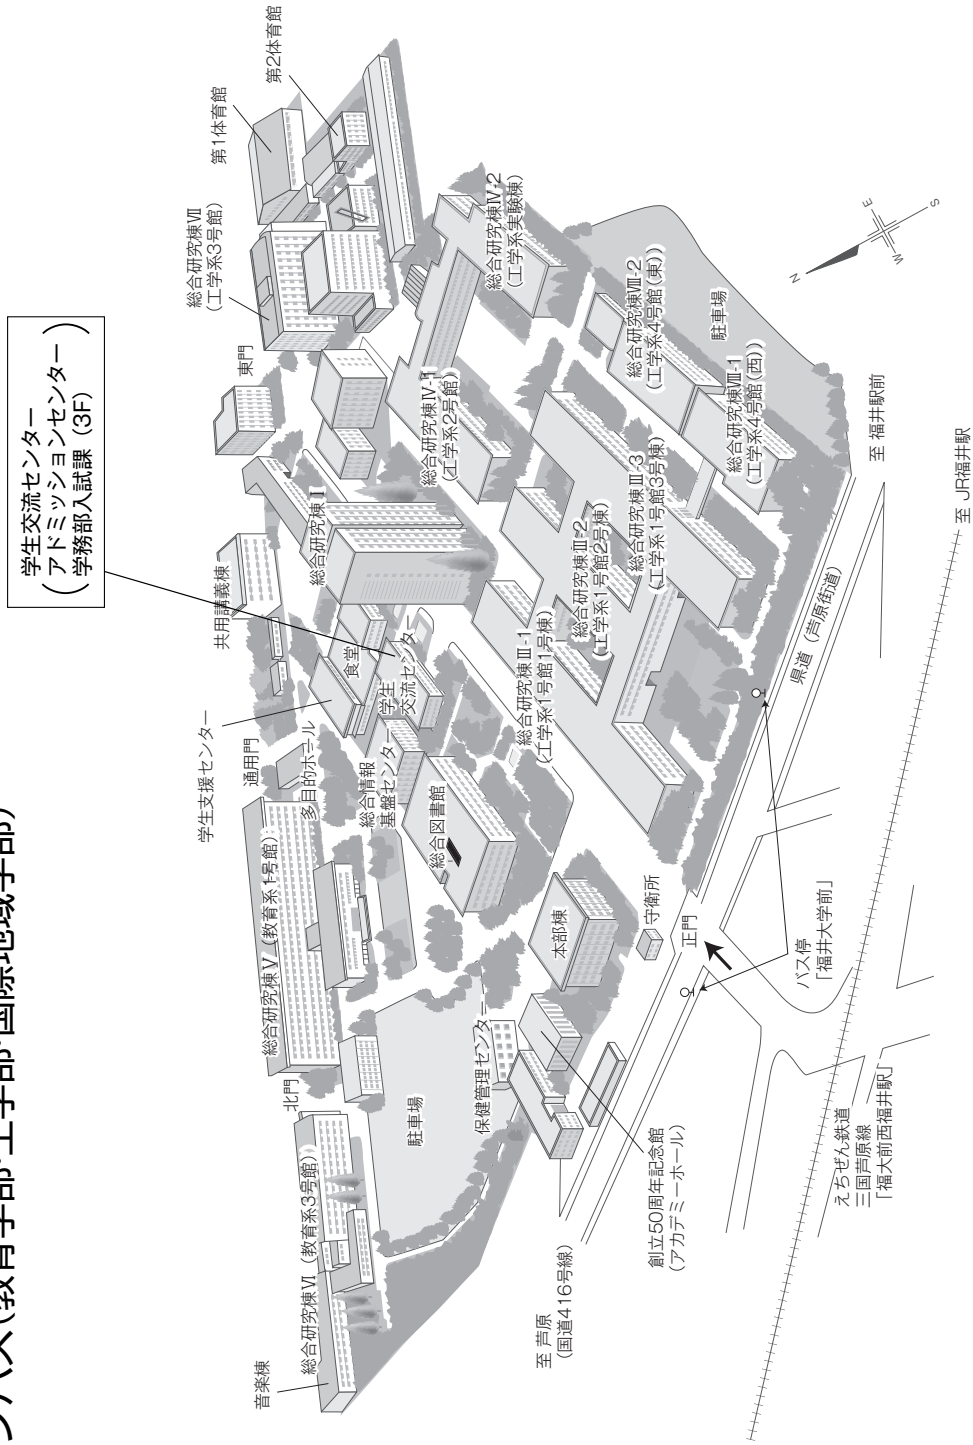 ンパス(教育学部・工学部・国際地域学部)
学生交流センター
アドミッションセンター
学務部入試課(3F)
第2体育館
第1体育館
総合研究棟Ⅶ
(工学系3号館)
東門
総合研究棟Ⅰ
共用講義棟
学生支援センター
通用門
多目的ホール
食堂
学生
交流センター
総合情報
基盤センター
総合図書館
総合研究棟Ⅴ(教育系1号館)
北門
総合研究棟Ⅵ(教育系3号館)
音楽棟
駐車場
保健管理センター
本部棟
守衛所
正門
創立50周年記念館
(アカデミーホール)
至 芦原
(国道416号線)
総合研究棟Ⅳ-2
(工学系実験棟)
総合研究棟Ⅳ-1
(工学系2号館)
総合研究棟Ⅷ-2
(工学系4号館(東))
駐車場
総合研究棟Ⅷ-1
(工学系4号館(西))
総合研究棟Ⅲ-3
(工学系1号館3号棟)
総合研究棟Ⅲ-2
(工学系1号館2号棟)
総合研究棟Ⅲ-1
(工学系1号館1号棟)
N
E
S
W
至 福井駅前
至 JR福井駅
県道(芦原街道)
バス停
「福井大学前」
えちぜん鉄道
三国芦原線
「福大前西福井駅」